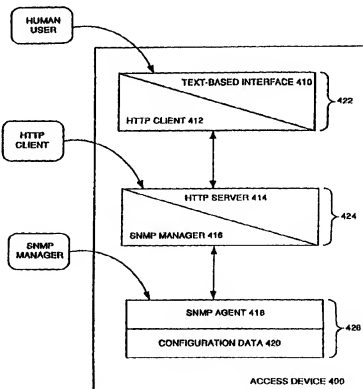 HUMAN
USER
TEXT-BASED INTERFACE 410
HTTP CLIENT 412
422
HTTP
CLIENT
HTTP SERVER 414
SNMP MANAGER 416
424
SNMP
MANAGER
SNMP AGENT 418
CONFIGURATION DATA 420
426
ACCESS DEVICE 400